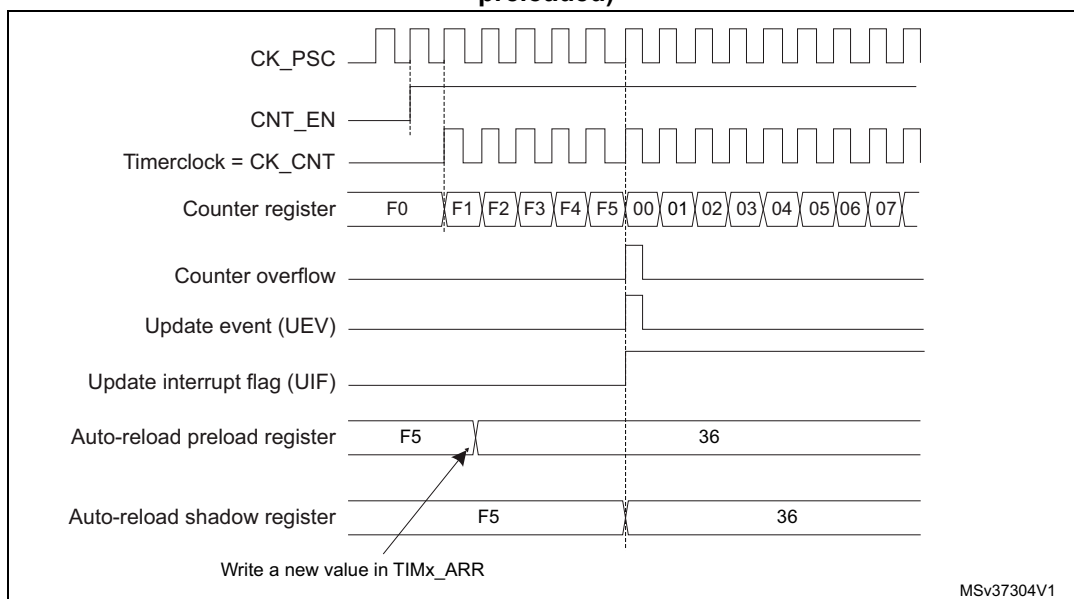 preloaded)
CK_PSC
CNT_EN
Timerclock = CK_CNT
Counter register F0 F1 F2 F3 F4 F5 00 01 02 03 04 05 06 07
Counter overflow
Update event (UEV)
Update interrupt flag (UIF)
Auto-reload preload register F5 36
Auto-reload shadow register F5 36
Write a new value in TIMx_ARR
MSv37304V1